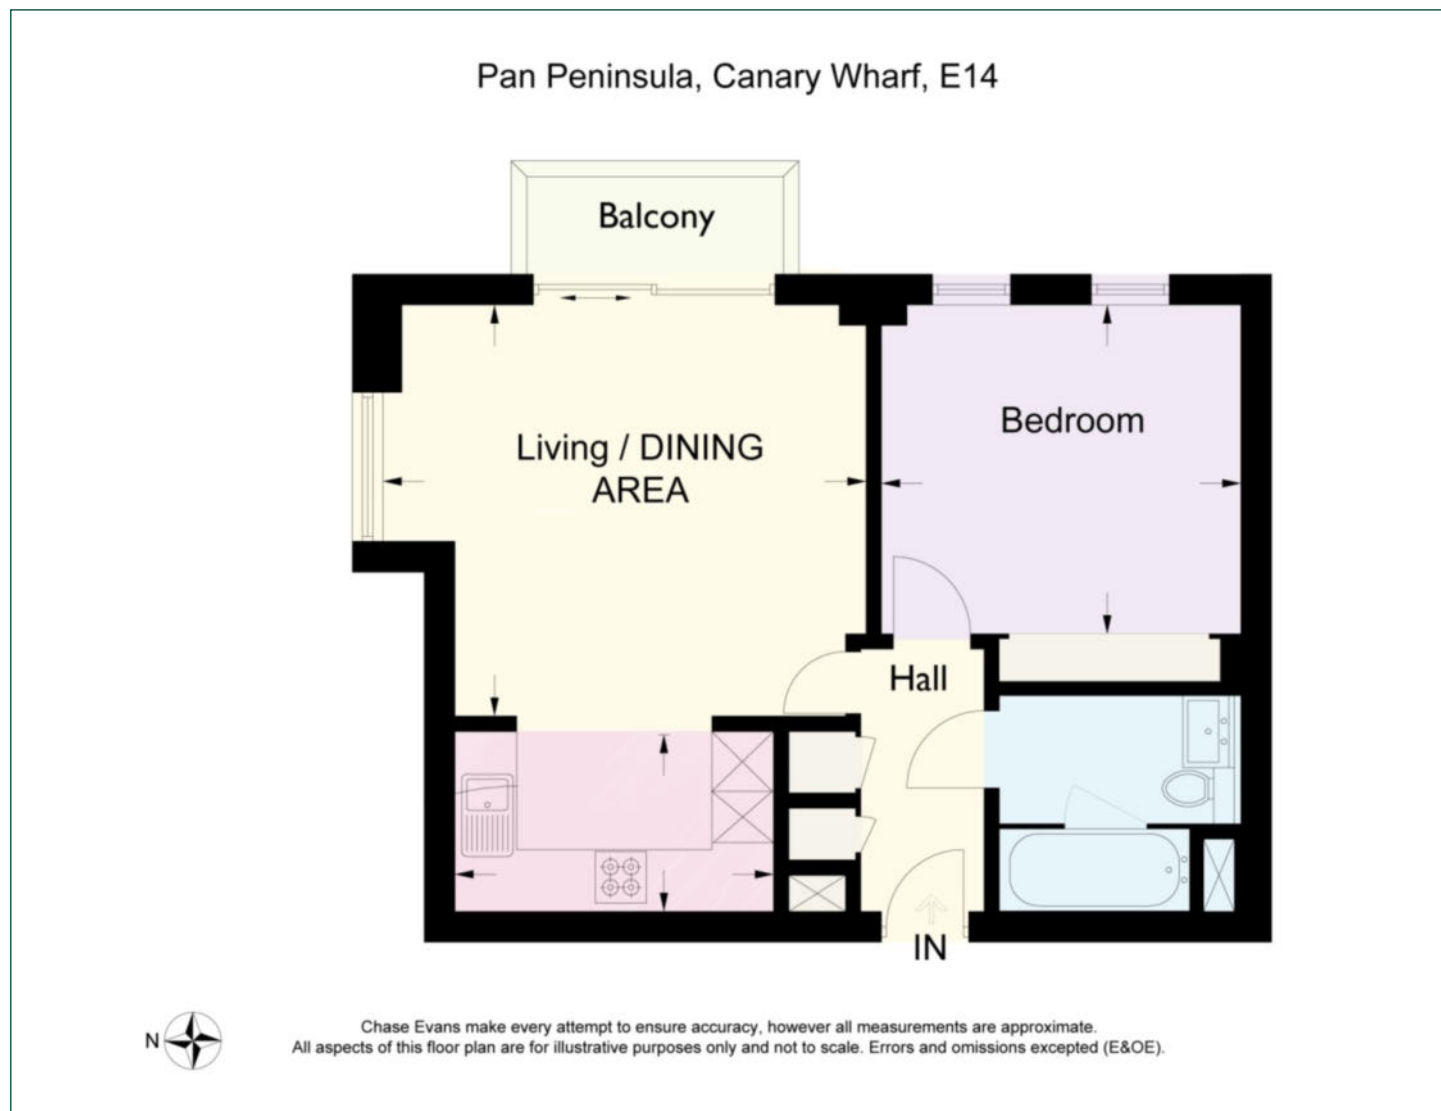 Pan Peninsula, Canary Wharf, E14
Balcony
Living / DINING
AREA
Bedroom
Hall
IN
N
Chase Evans make every attempt to ensure accuracy, however all measurements are approximate.
All aspects of this floor plan are for illustrative purposes only and not to scale. Errors and omissions excepted (E&OE).